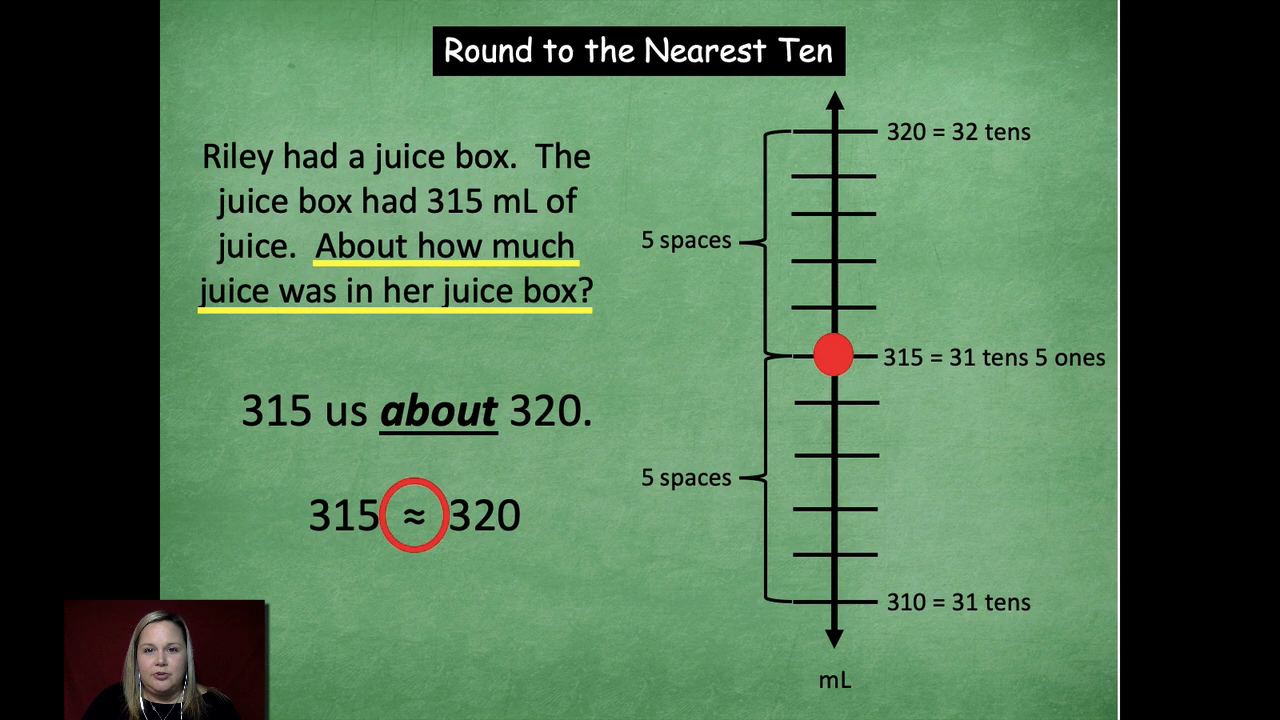 Round to the Nearest Ten
Riley had a juice box.  The
juice box had 315 mL of
juice.  About how much
juice was in her juice box?
315 us about 320.
315 ≈ 320
320 = 32 tens
5 spaces
315 = 31 tens 5 ones
5 spaces
310 = 31 tens
mL